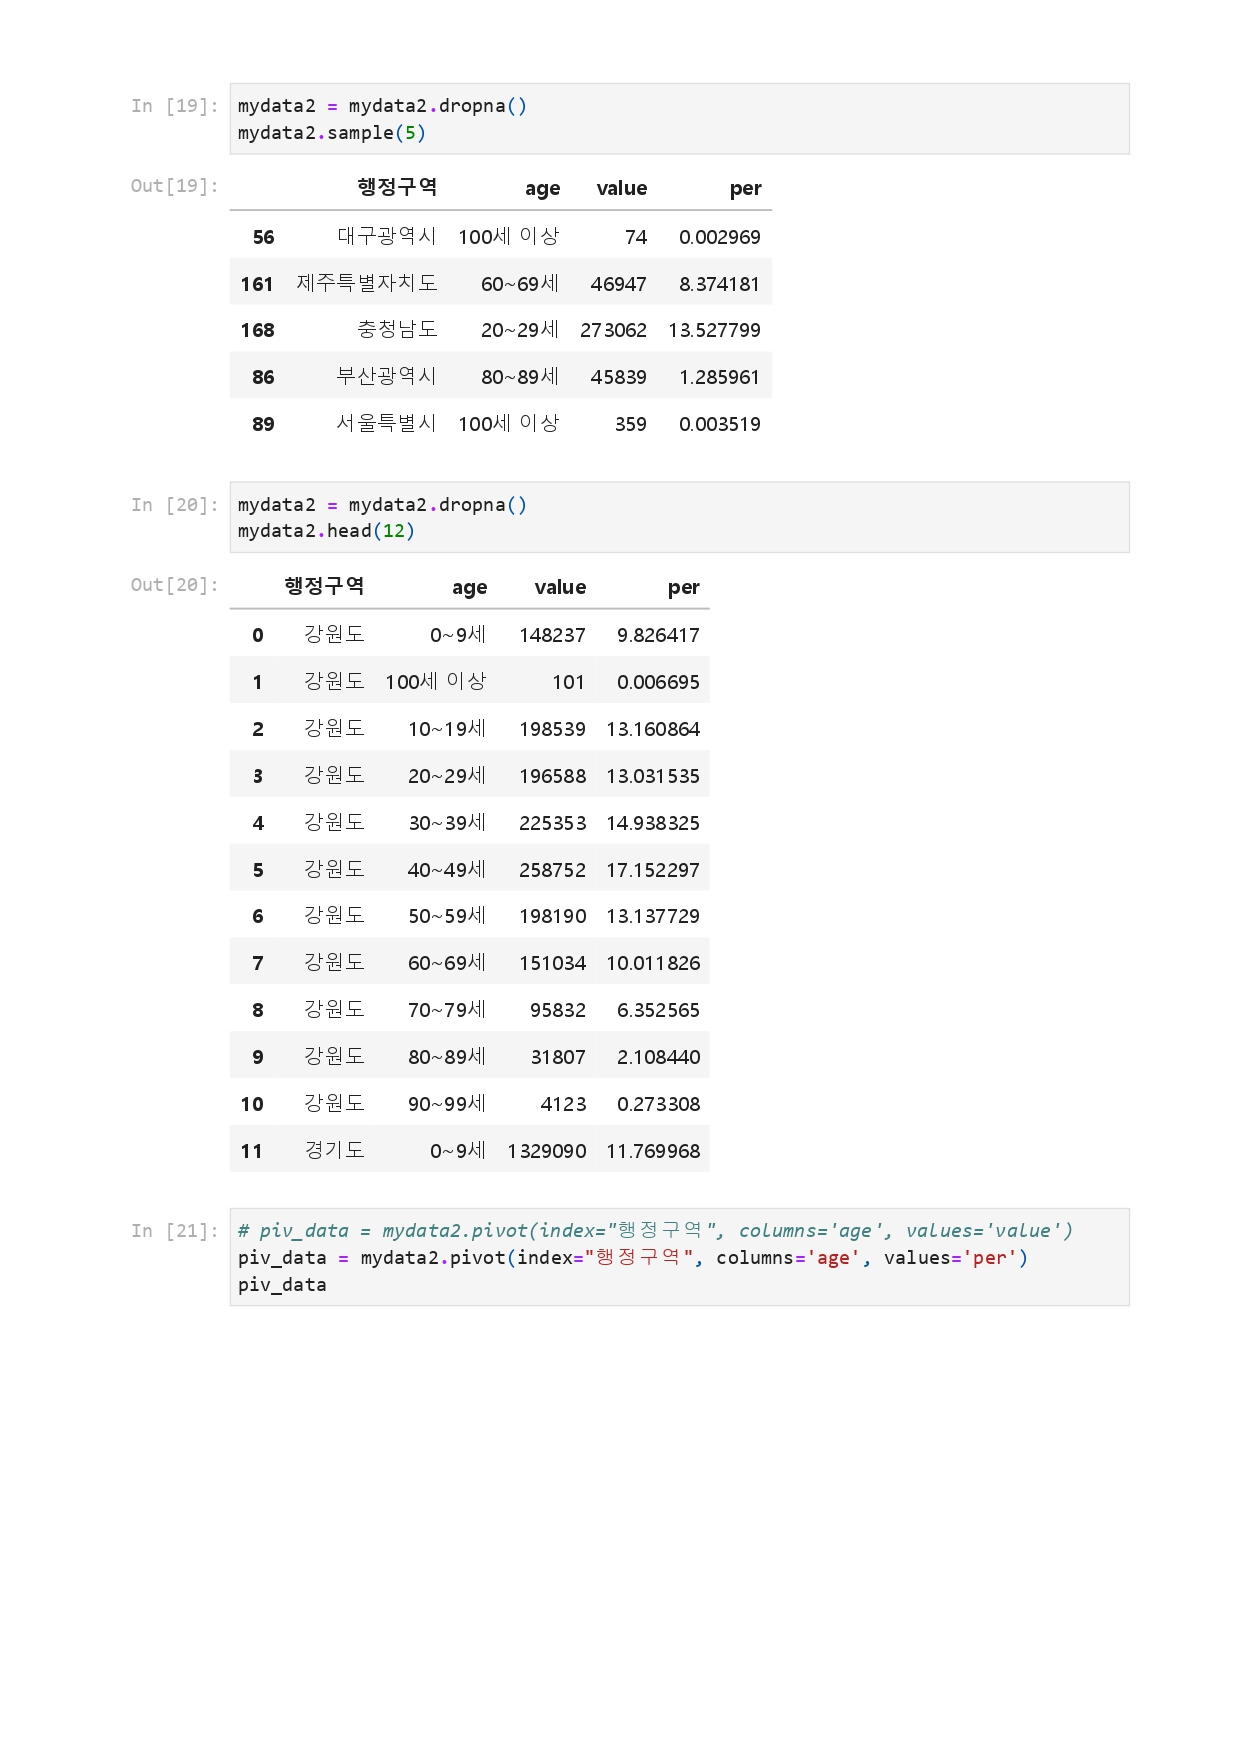 In [19]: mydata2 = mydata2.dropna()
mydata2.sample(5)
Out[19]: 행정구역 age value per
56 대구광역시 100세 이상 74 0.002969
161 제주특별자치도 60~69세 46947 8.374181
168 충청남도 20~29세 273062 13.527799
86 부산광역시 80~89세 45839 1.285961
89 서울특별시 100세 이상 359 0.003519
In [20]: mydata2 = mydata2.dropna()
mydata2.head(12)
Out[20]: 행정구역 age value per
0 강원도 0~9세 148237 9.826417
1 강원도 100세 이상 101 0.006695
2 강원도 10~19세 198539 13.160864
3 강원도 20~29세 196588 13.031535
4 강원도 30~39세 225353 14.938325
5 강원도 40~49세 258752 17.152297
6 강원도 50~59세 198190 13.137729
7 강원도 60~69세 151034 10.011826
8 강원도 70~79세 95832 6.352565
9 강원도 80~89세 31807 2.108440
10 강원도 90~99세 4123 0.273308
11 경기도 0~9세 1329090 11.769968
In [21]: # piv_data = mydata2.pivot(index="행정구역", columns='age', values='value')
piv_data = mydata2.pivot(index="행정구역", columns='age', values='per')
piv_data